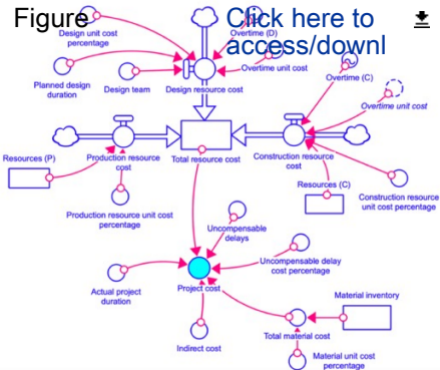 Figure
Click here to
access/downl
Design unit cost
percentage
Overtime (D)
Overtime unit cost
Planned design
duration
Design team
Design resource cost
Overtime (C)
Overtime unit cost
Resources (P)
Production resource
cost
Total resource cost
Construction resource
cost
Resources (C)
Production resource unit cost
percentage
Construction resource
unit cost percentage
Uncompensable
delays
Uncompensable delay
cost percentage
Actual project
duration
Project cost
Material inventory
Indirect cost
Total material cost
Material unit cost
percentage